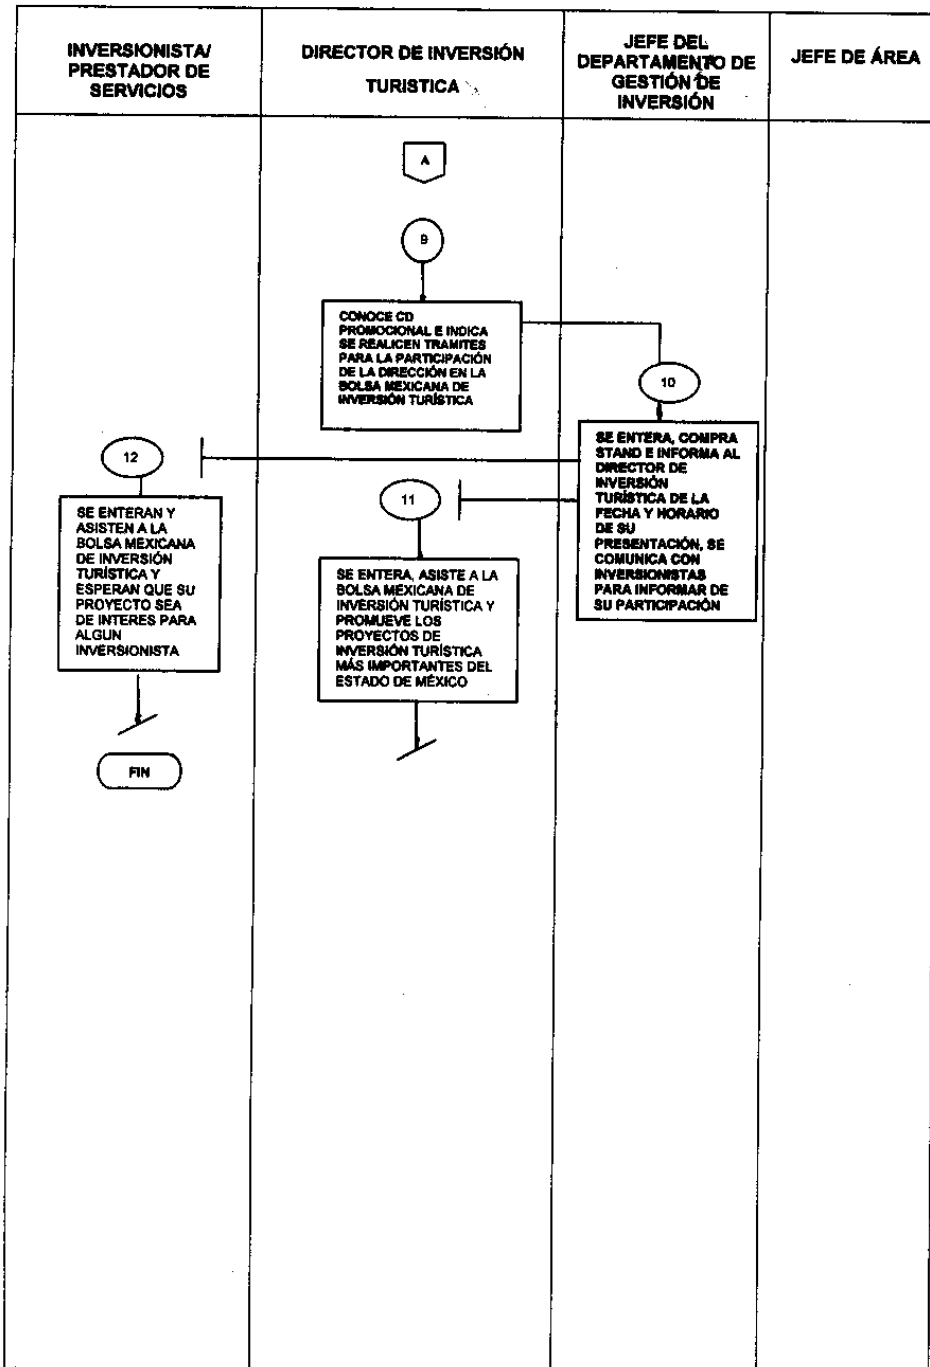 INVERSIONISTA/
PRESTADOR DE
SERVICIOS
DIRECTOR DE INVERSIÓN
TURISTICA
JEFE DEL
DEPARTAMENTO DE
GESTIÓN DE
INVERSIÓN
JEFE DE ÁREA
A
9
CONOCE CD
PROMOCIONAL E INDICA
SE REALICEN TRAMITES
PARA LA PARTICIPACIÓN
DE LA DIRECCIÓN EN LA
BOLSA MEXICANA DE
INVERSIÓN TURÍSTICA
10
SE ENTERA, COMPRA
STAND E INFORMA AL
DIRECTOR DE
INVERSIÓN
TURÍSTICA DE LA
FECHA Y HORARIO
DE SU
PRESENTACIÓN, SE
COMUNICA CON
INVERSIONISTAS
PARA INFORMAR DE
SU PARTICIPACIÓN
12
SE ENTERAN Y
ASISTEN A LA
BOLSA MEXICANA
DE INVERSIÓN
TURÍSTICA Y
ESPERAN QUE SU
PROYECTO SEA
DE INTERES PARA
ALGUN
INVERSIONISTA
11
SE ENTERA, ASISTE A LA
BOLSA MEXICANA DE
INVERSIÓN TURÍSTICA Y
PROMUEVE LOS
PROYECTOS DE
INVERSIÓN TURÍSTICA
MÁS IMPORTANTES DEL
ESTADO DE MÉXICO
FIN